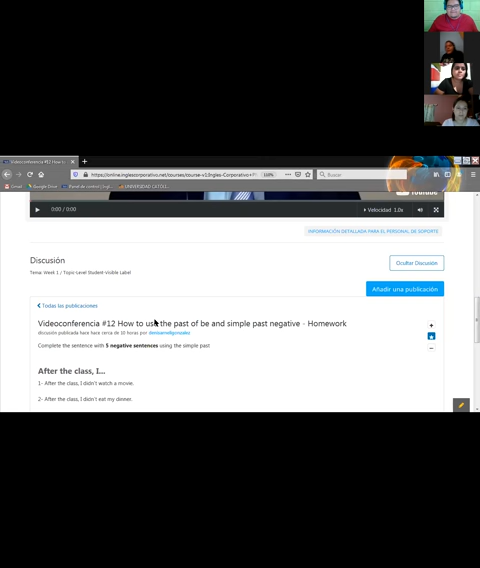 Videoconferencia #12 How to
https://online.inglescorporativo.net/courses/course-v1:Ingles-Corporativo+
110%
Buscar
Gmail
Google Drive
Panel de control | Ingl
UNIVERSIDAD CATOL
YouTube
0:00 / 0:00
Velocidad 1.0x
INFORMACIÓN DETALLADA PARA EL PERSONAL DE SOPORTE
Discusión
Tema: Week 1 / Topic-Level Student-Visible Label
Ocultar Discusión
Añadir una publicación
Todas las publicaciones
Videoconferencia #12 How to use the past of be and simple past negative - Homework
discusión publicada hace hace cerca de 10 horas por
Complete the sentence with 5 negative sentences using the simple past
After the class, I...
1- After the class, I didn't watch a movie.
2- After the class, I didn't eat my dinner.